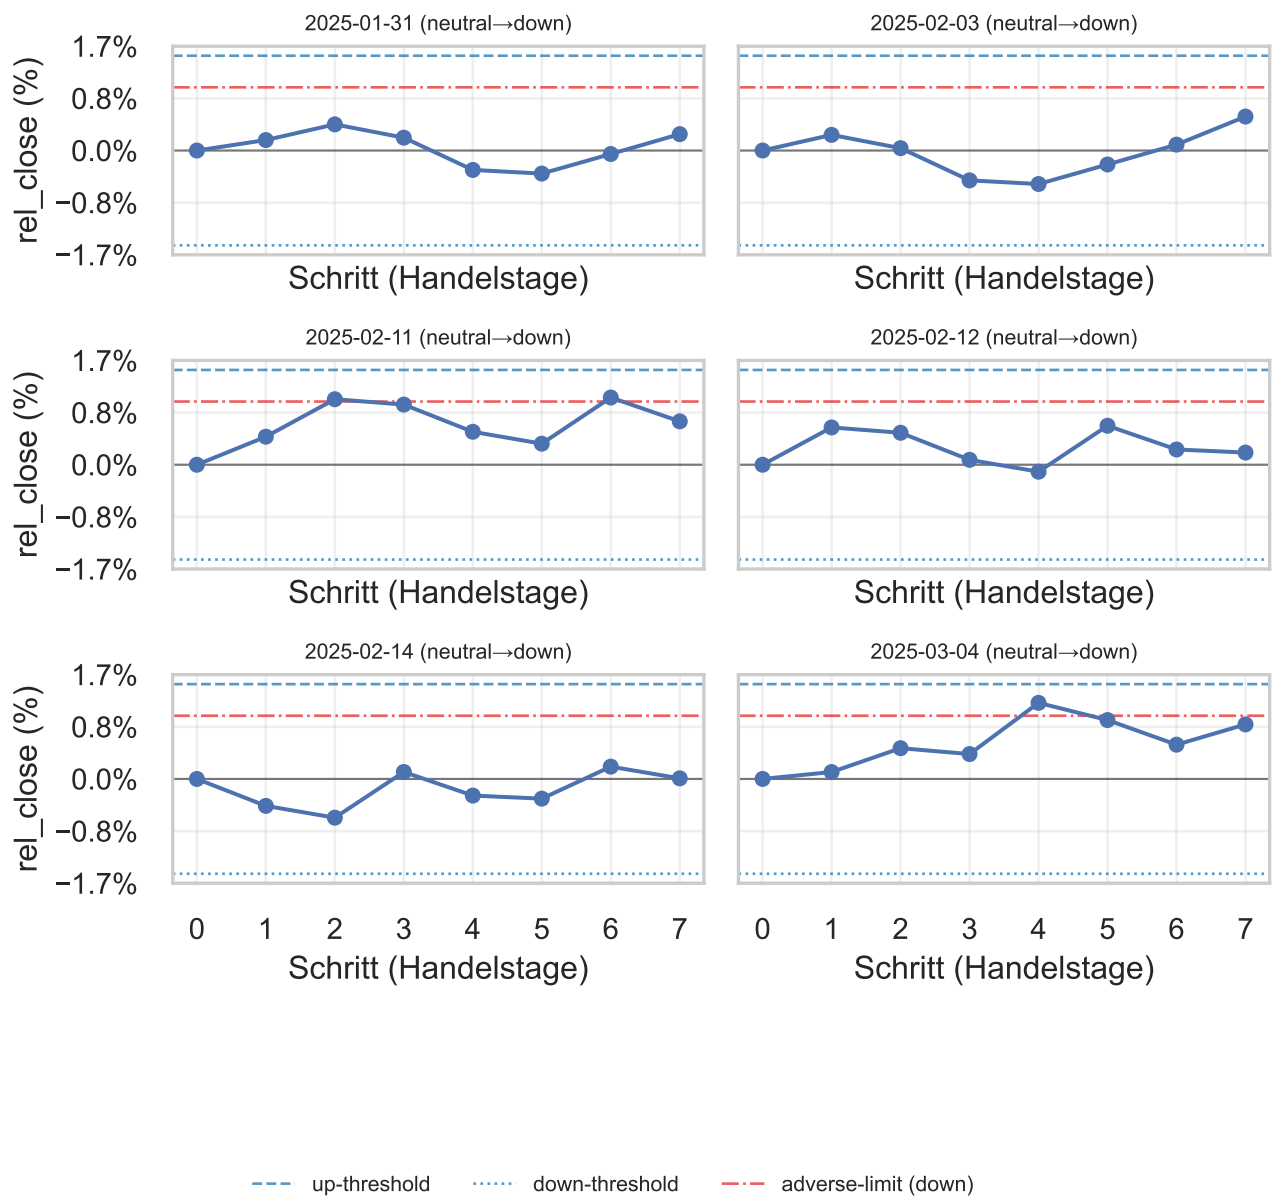 2025-01-31 (neutral→down)
2025-02-03 (neutral→down)
rel_close (%)
1.7%
0.8%
0.0%
−0.8%
−1.7%
Schritt (Handelstage)
Schritt (Handelstage)
2025-02-11 (neutral→down)
2025-02-12 (neutral→down)
rel_close (%)
1.7%
0.8%
0.0%
−0.8%
−1.7%
Schritt (Handelstage)
Schritt (Handelstage)
2025-02-14 (neutral→down)
2025-03-04 (neutral→down)
rel_close (%)
1.7%
0.8%
0.0%
−0.8%
−1.7%
0 1 2 3 4 5 6 7
0 1 2 3 4 5 6 7
Schritt (Handelstage)
Schritt (Handelstage)
up-threshold
down-threshold
adverse-limit (down)